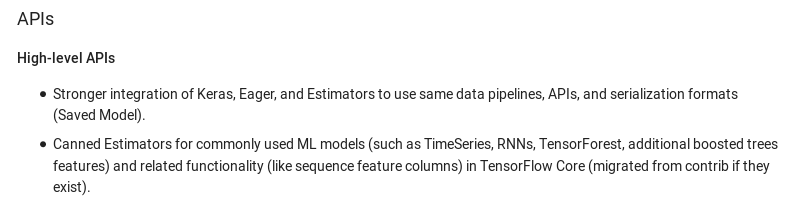 APIs
High-level APIs
● Stronger integration of Keras, Eager, and Estimators to use same data pipelines, APIs, and serialization formats
(Saved Model).
● Canned Estimators for commonly used ML models (such as TimeSeries, RNNs, TensorForest, additional boosted trees
features) and related functionality (like sequence feature columns) in TensorFlow Core (migrated from contrib if they
exist).